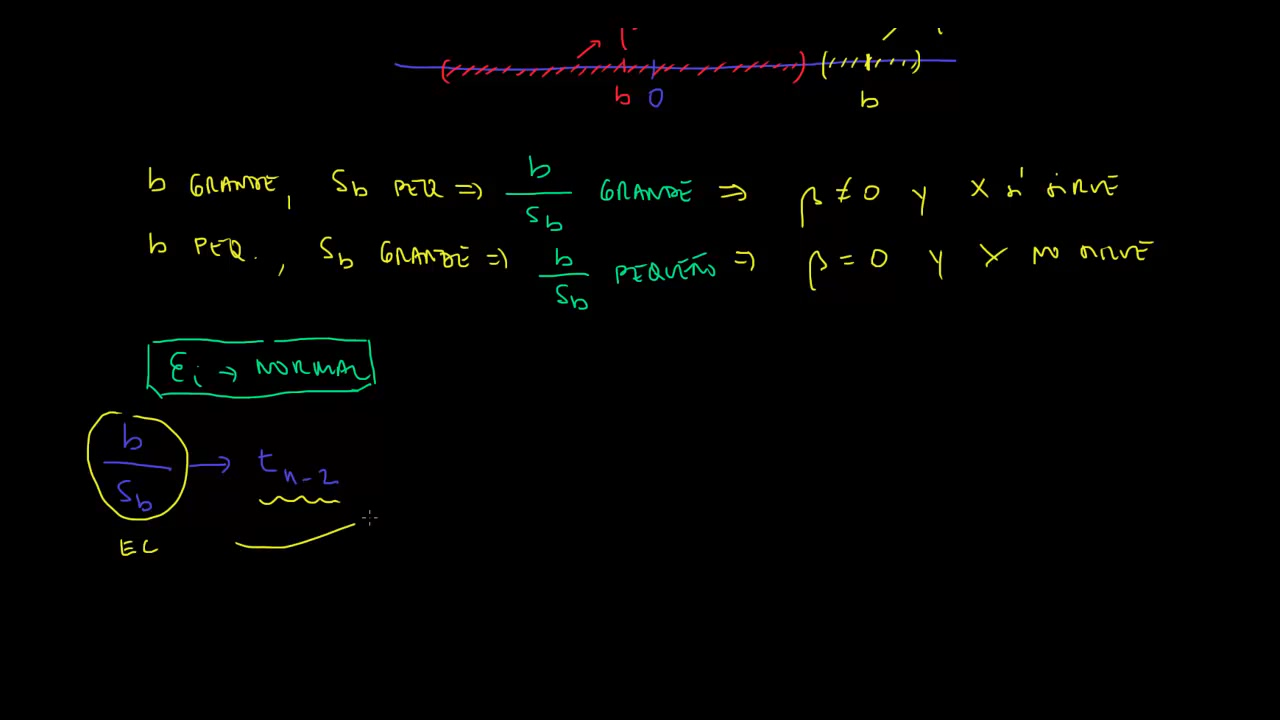 b 0 b
b GRANDE, Sb PEQ ⇒ b/Sb GRANDE ⇒ β ≠ 0 y X sí SIRVE
b PEQ., Sb GRANDE ⇒ b/Sb PEQUEÑO ⇒ β = 0 y X NO SIRVE
εi → NORMAL
b/Sb → t n-2
EC